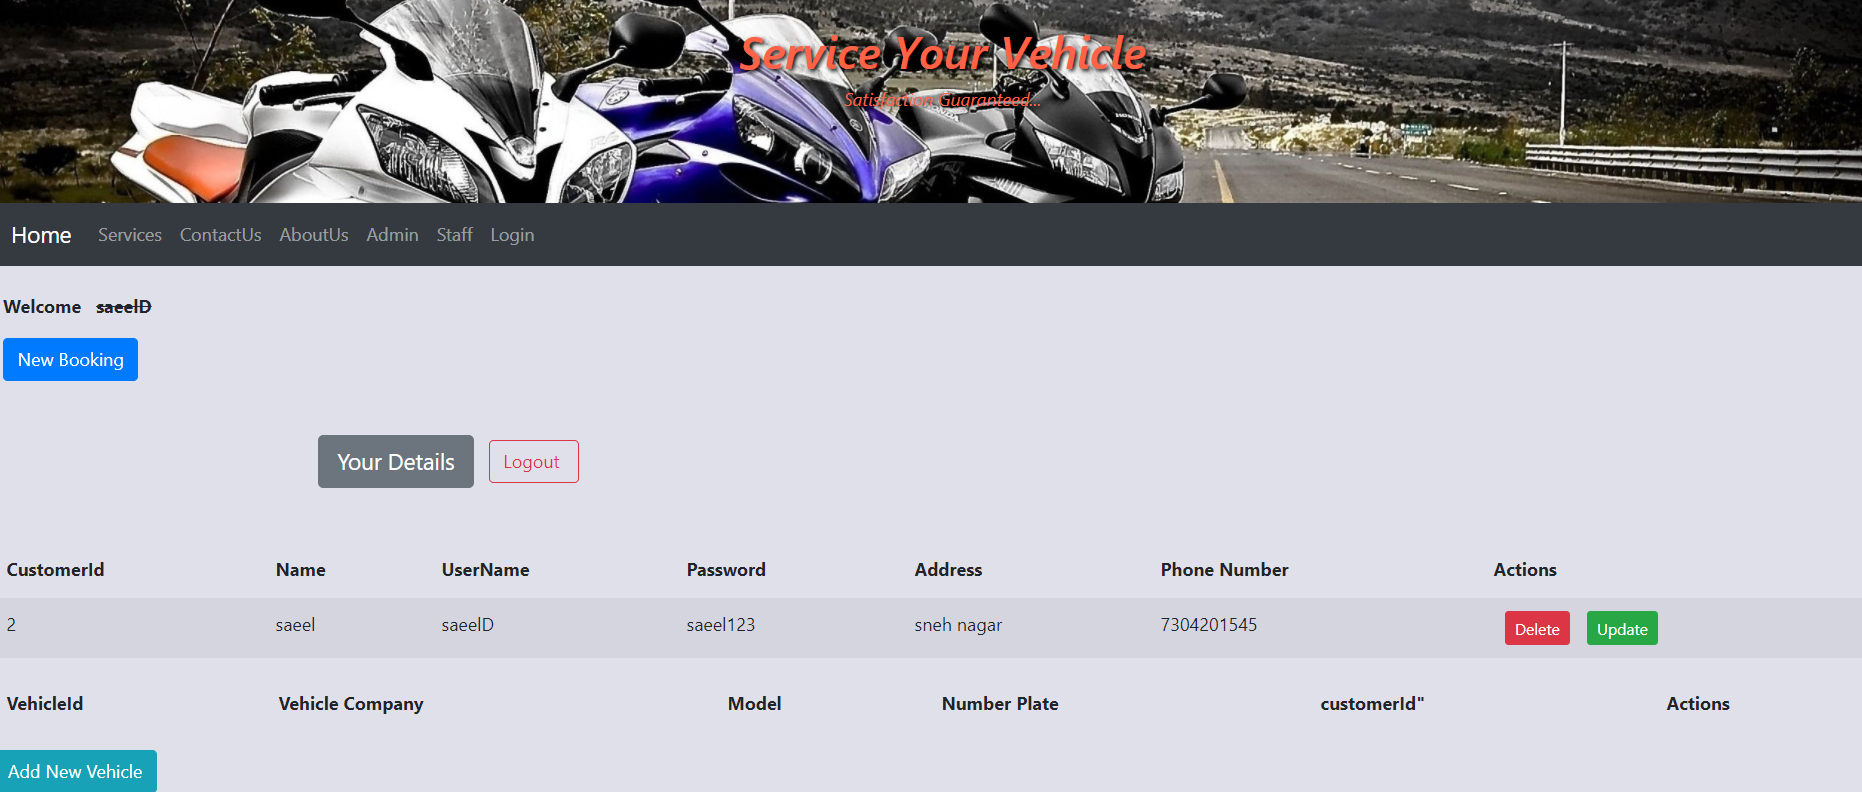 Service Your Vehicle
Satisfaction Guaranteed...
Home Services ContactUs AboutUs Admin Staff Login
Welcome saeelD
New Booking
Your Details Logout
CustomerId Name UserName Password Address Phone Number Actions
2 saeel saeelD saeel123 sneh nagar 7304201545 Delete Update
VehicleId Vehicle Company Model Number Plate customerId" Actions
Add New Vehicle